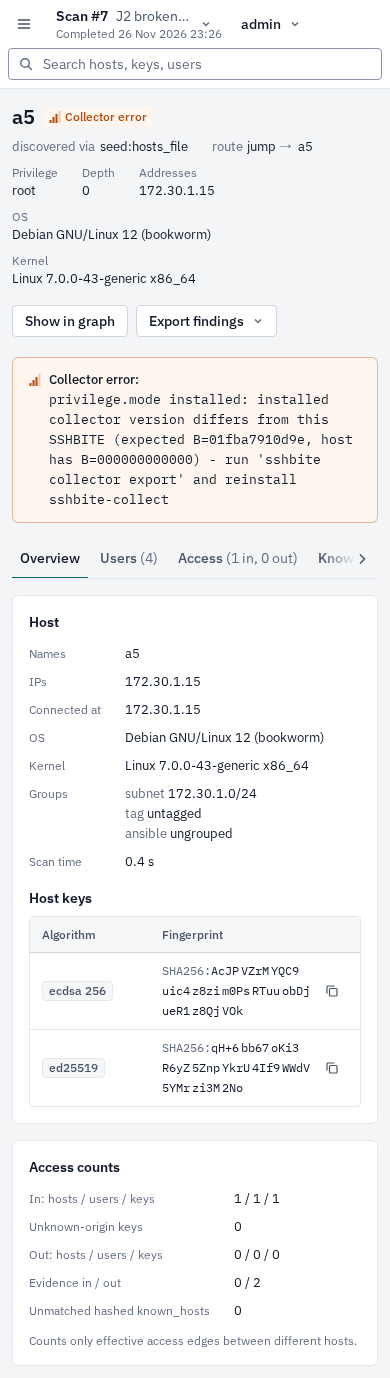 Scan #7 J2 broken...
Completed 26 Nov 2026 23:26
admin
Search hosts, keys, users
a5 Collector error
discovered via seed:hosts_file route jump → a5
Privilege Depth Addresses
root 0 172.30.1.15
OS
Debian GNU/Linux 12 (bookworm)
Kernel
Linux 7.0.0-43-generic x86_64
Show in graph Export findings
Collector error:
privilege.mode installed: installed
collector version differs from this
SSHBITE (expected B=01fba7910d9e, host
has B=000000000000) - run 'sshbite
collector export' and reinstall
sshbite-collect
Overview Users (4) Access (1 in, 0 out) Know
Host
Names a5
IPs 172.30.1.15
Connected at 172.30.1.15
OS Debian GNU/Linux 12 (bookworm)
Kernel Linux 7.0.0-43-generic x86_64
Groups subnet 172.30.1.0/24
tag untagged
ansible ungrouped
Scan time 0.4 s
Host keys
Algorithm Fingerprint
SHA256:AcJP VZrM YQC9
ecdsa 256 uic4 z8zi m0Ps RTuu obDj
ueR1 z8Qj VOk
SHA256:qH+6 bb67 oKi3
ed25519 R6yZ 5Znp YkrU 4If9 WWdV
5YMr zi3M 2No
Access counts
In: hosts / users / keys 1 / 1 / 1
Unknown-origin keys 0
Out: hosts / users / keys 0 / 0 / 0
Evidence in / out 0 / 2
Unmatched hashed known_hosts 0
Counts only effective access edges between different hosts.